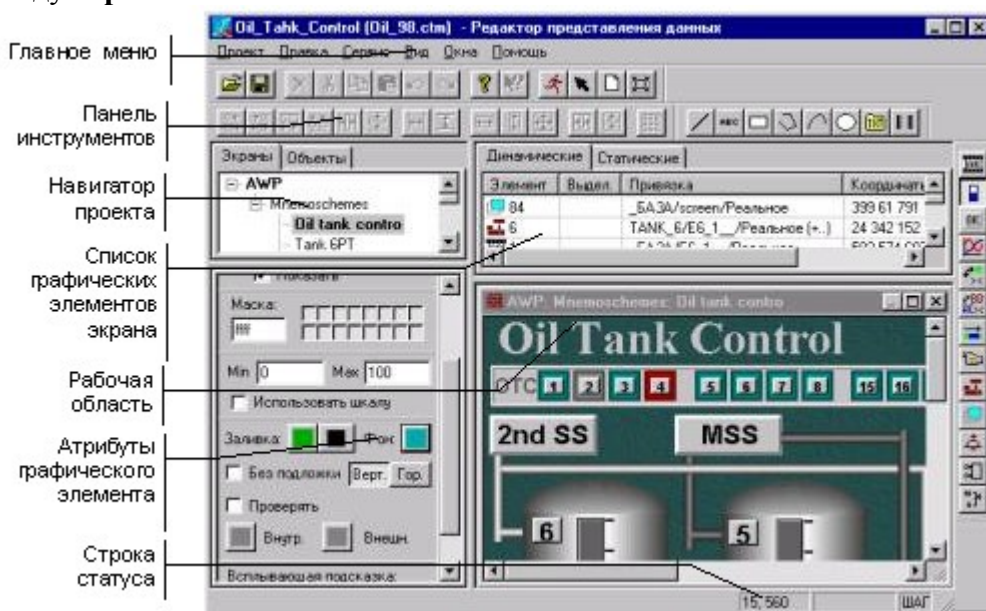 Главное меню
Панель
инструментов
Навигатор
проекта
Список
графических
элементов
экрана
Рабочая
область
Атрибуты
графического
элемента
Строка
статуса
Oil_Tahk_Control (Oil_98.ctm) - Редактор представления данных
Проект Правка Сервис Вид Окна Помощь
Экраны Объекты
AWP
Mnemoschemes
Oil tank contro
Tank 6РТ
Динамические Статические
Элемент Выдел. Привязка Координаты
84 _БАЗА/screen/Реальное 399 61 791
6 TANK_6/E6_1__/Реальное (+..) 24 342 152
Показать
Маска:
ffff
Min 0 Max 100
Использовать шкалу
Заливка: Фон:
Без подложки Верт. Гор.
Проверять
Внутр. Внешн.
Всплывающая подсказка:
AWP: Mnemoschemes: Oil tank contro
Oil Tank Control
OTC 1 2 3 4 5 6 7 8 15 16
2nd SS MSS
6 5
15, 560 ШАГ